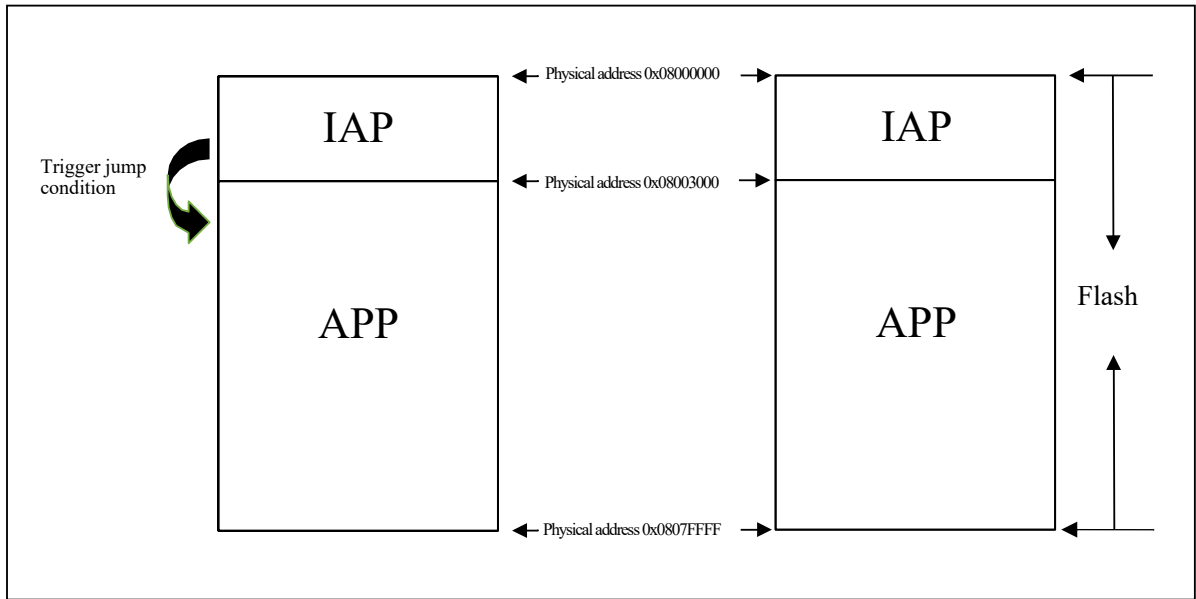 Physical address 0x08000000
IAP
IAP
Trigger jump
condition
Physical address 0x08003000
APP
APP
Flash
Physical address 0x0807FFFF